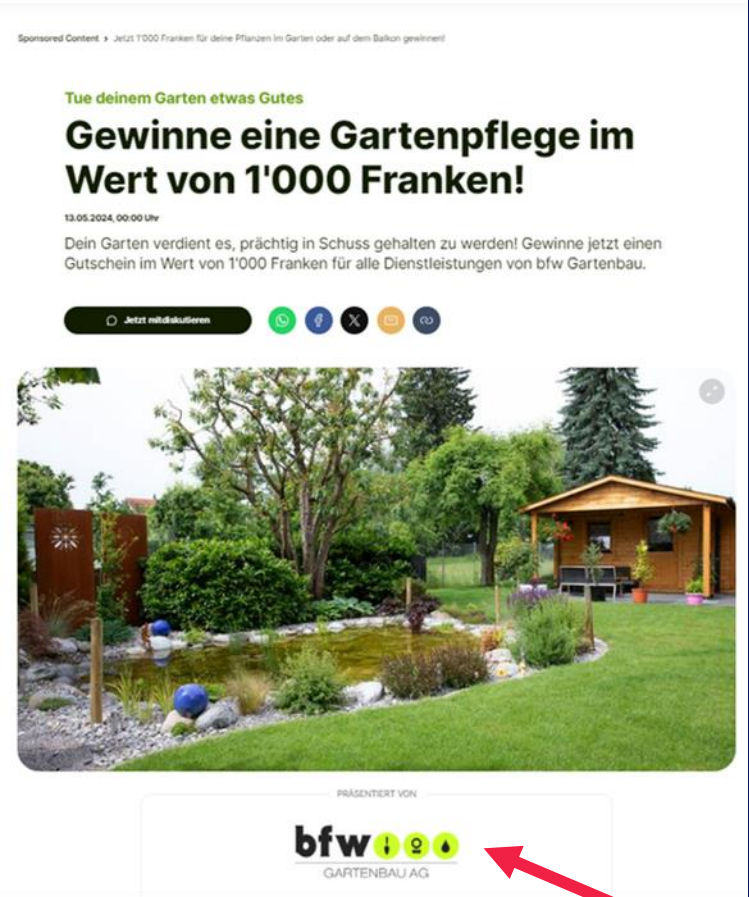 Sponsored Content > Jetzt 1'000 Franken für deine Pflanzen im Garten oder auf dem Balkon gewinnen!
Tue deinem Garten etwas Gutes
Gewinne eine Gartenpflege im
Wert von 1'000 Franken!
13.05.2024, 00:00 Uhr
Dein Garten verdient es, prächtig in Schuss gehalten zu werden! Gewinne jetzt einen
Gutschein im Wert von 1'000 Franken für alle Dienstleistungen von bfw Gartenbau.
Jetzt mitdiskutieren
PRÄSENTIERT VON
bfw
GARTENBAU AG